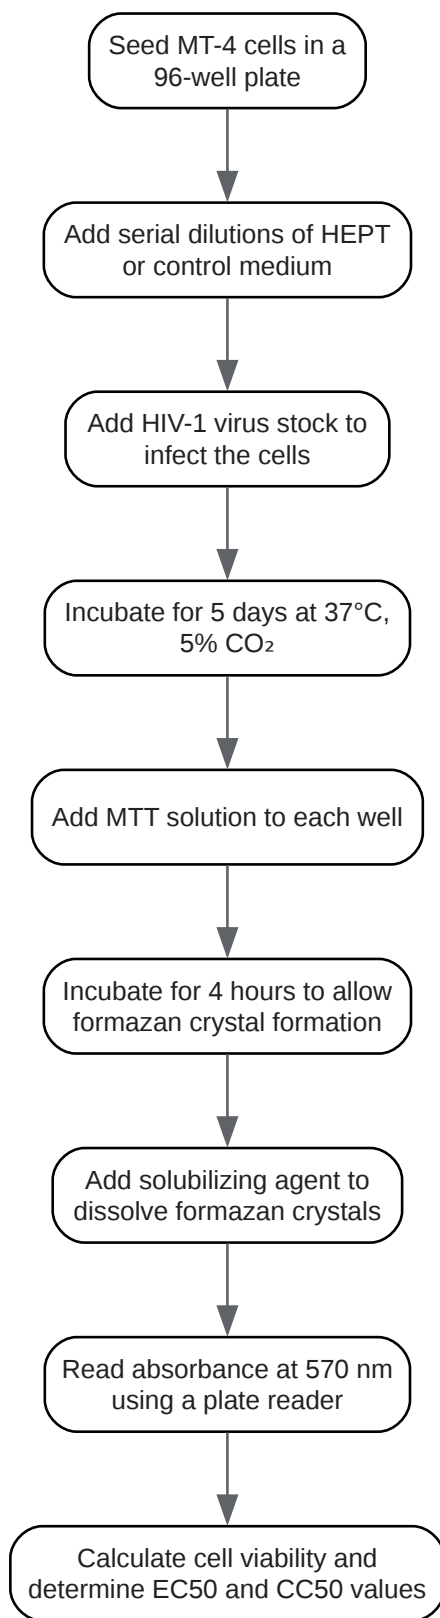 Seed MT-4 cells in a
96-well plate
Add serial dilutions of HEPT
or control medium
Add HIV-1 virus stock to
infect the cells
Incubate for 5 days at 37°C,
5% CO₂
Add MTT solution to each well
Incubate for 4 hours to allow
formazan crystal formation
Add solubilizing agent to
dissolve formazan crystals
Read absorbance at 570 nm
using a plate reader
Calculate cell viability and
determine EC50 and CC50 values